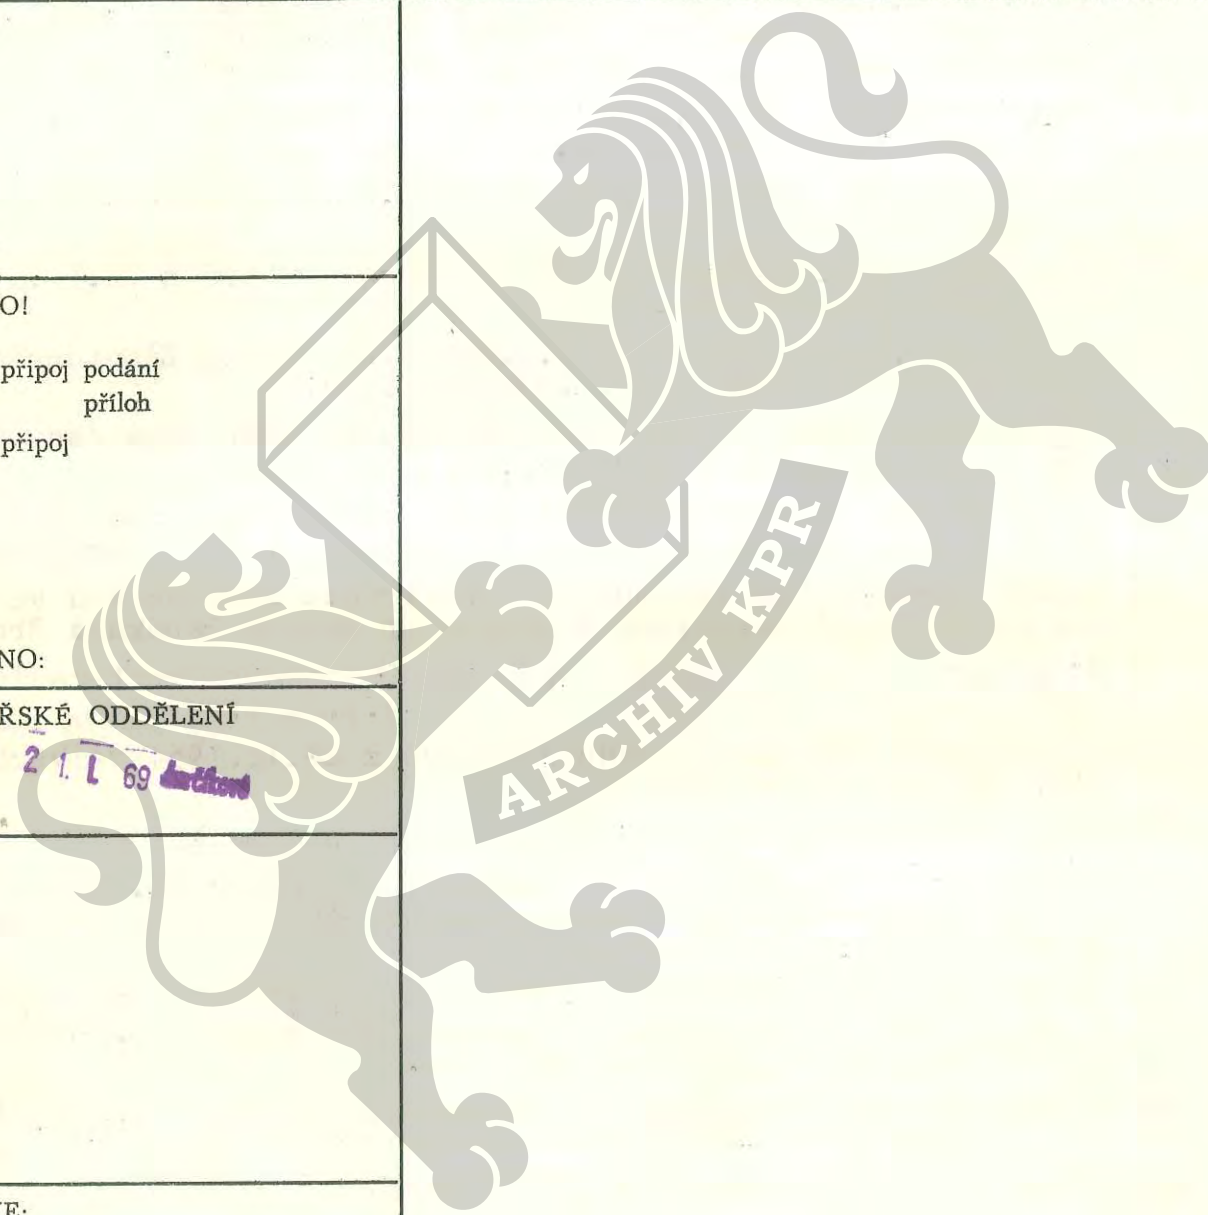 O!
připoj podání
příloh
připoj
NO:
ŘSKÉ ODDĚLENÍ
2 1. I. 69
ARCHIV KPR